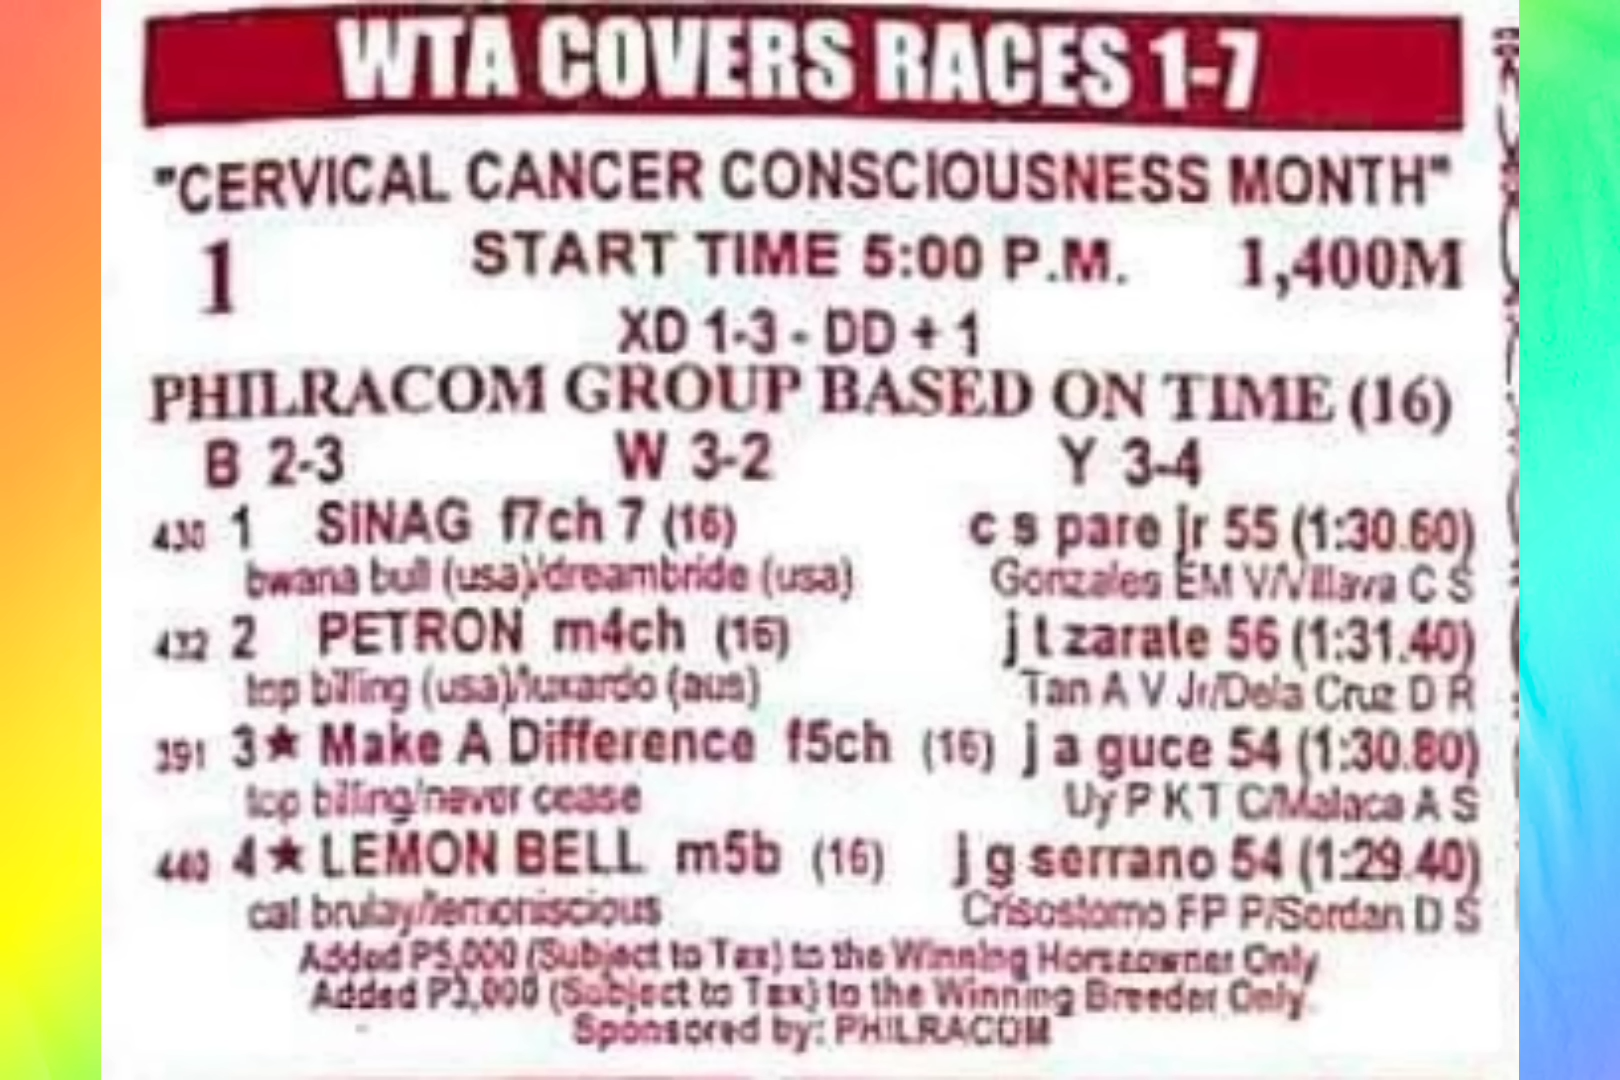 WTA COVERS RACES 1-7
"CERVICAL CANCER CONSCIOUSNESS MONTH"
1 START TIME 5:00 P.M. 1,400M
XD 1-3 - DD + 1
PHILRACOM GROUP BASED ON TIME (16)
B 2-3 W 3-2 Y 3-4
430 1 SINAG f7ch 7 (16) c s pare jr 55 (1:30.60)
bwana bull (usa)/dreambride (usa) Gonzales EM V/Villava C S
432 2 PETRON m4ch (16) j t zarate 56 (1:31.40)
top billing (usa)/luxardo (aus) Tan A V Jr/Dela Cruz D R
391 3★ Make A Difference f5ch (16) j a guce 54 (1:30.80)
top billing/never cease Uy P K T C/Malaca A S
440 4★ LEMON BELL m5b (16) j g serrano 54 (1:29.40)
cat brulay/lemoniscious Crisostomo FP P/Sordan D S
Added P5,000 (Subject to Tax) to the Winning Horseowner Only
Added P3,000 (Subject to Tax) to the Winning Breeder Only.
Sponsored by: PHILRACOM